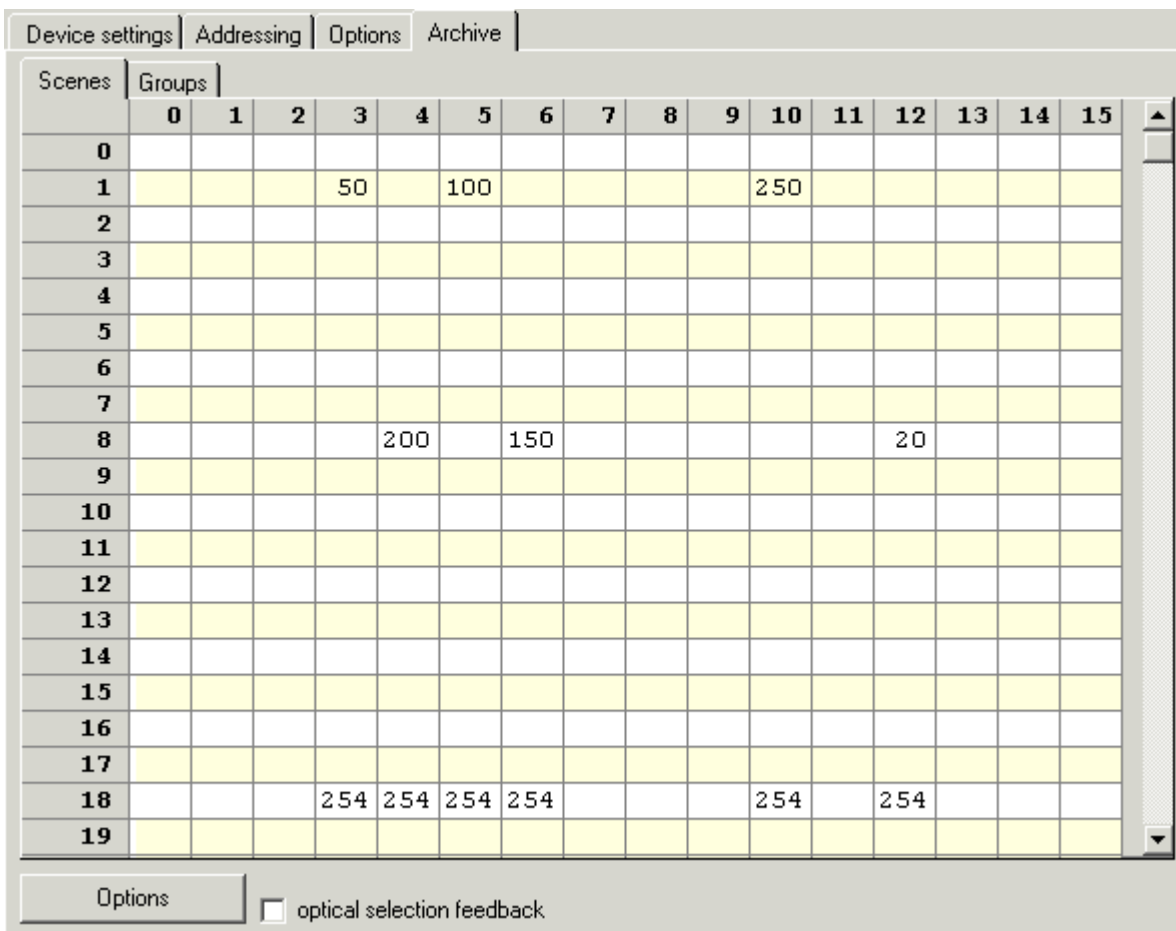 Device settings Addressing Options Archive
Scenes Groups
0 1 2 3 4 5 6 7 8 9 10 11 12 13 14 15
0
1 50 100 250
2
3
4
5
6
7
8 200 150 20
9
10
11
12
13
14
15
16
17
18 254 254 254 254 254 254
19
Options optical selection feedback